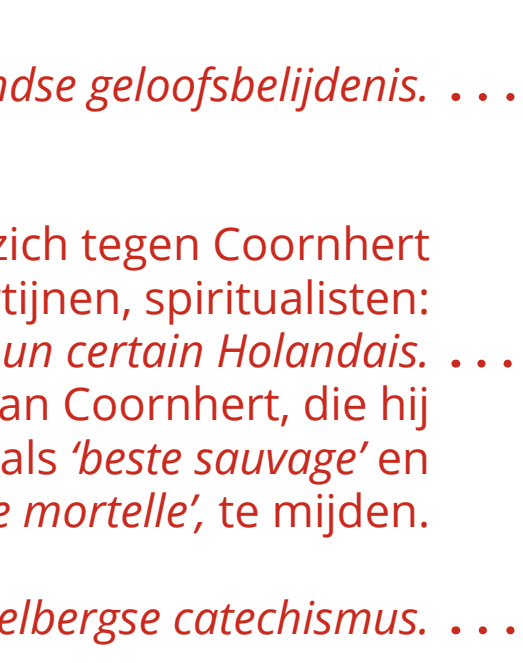 ndse geloofsbelijdenis. ...
zich tegen Coornhert
tijnen, spiritualisten:
un certain Holandais. ...
an Coornhert, die hij
als ‘beste sauvage’ en
e mortelle’, te mijden.
elbergse catechismus. ...